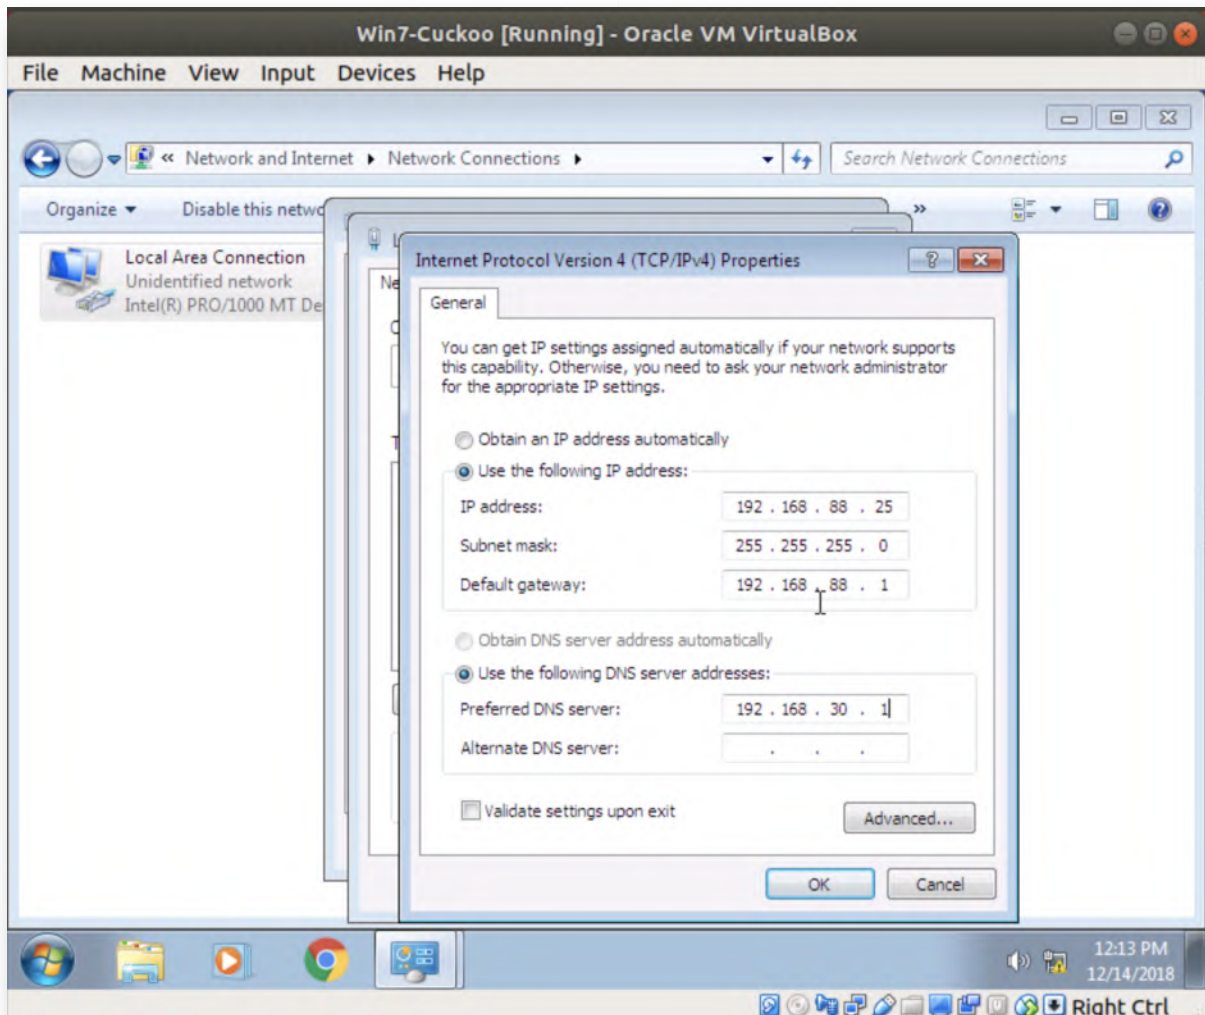 Win7-Cuckoo [Running] - Oracle VM VirtualBox
File Machine View Input Devices Help
« Network and Internet Network Connections Search Network Connections
Organize Disable this netwo »
Local Area Connection
Unidentified network
Intel(R) PRO/1000 MT De
Ne
Internet Protocol Version 4 (TCP/IPv4) Properties
General
You can get IP settings assigned automatically if your network supports
this capability. Otherwise, you need to ask your network administrator
for the appropriate IP settings.
Obtain an IP address automatically
Use the following IP address:
IP address: 192 . 168 . 88 . 25
Subnet mask: 255 . 255 . 255 . 0
Default gateway: 192 . 168 . 88 . 1
Obtain DNS server address automatically
Use the following DNS server addresses:
Preferred DNS server: 192 . 168 . 30 . 1
Alternate DNS server: . . .
Validate settings upon exit
Advanced...
OK Cancel
12:13 PM
12/14/2018
Right Ctrl